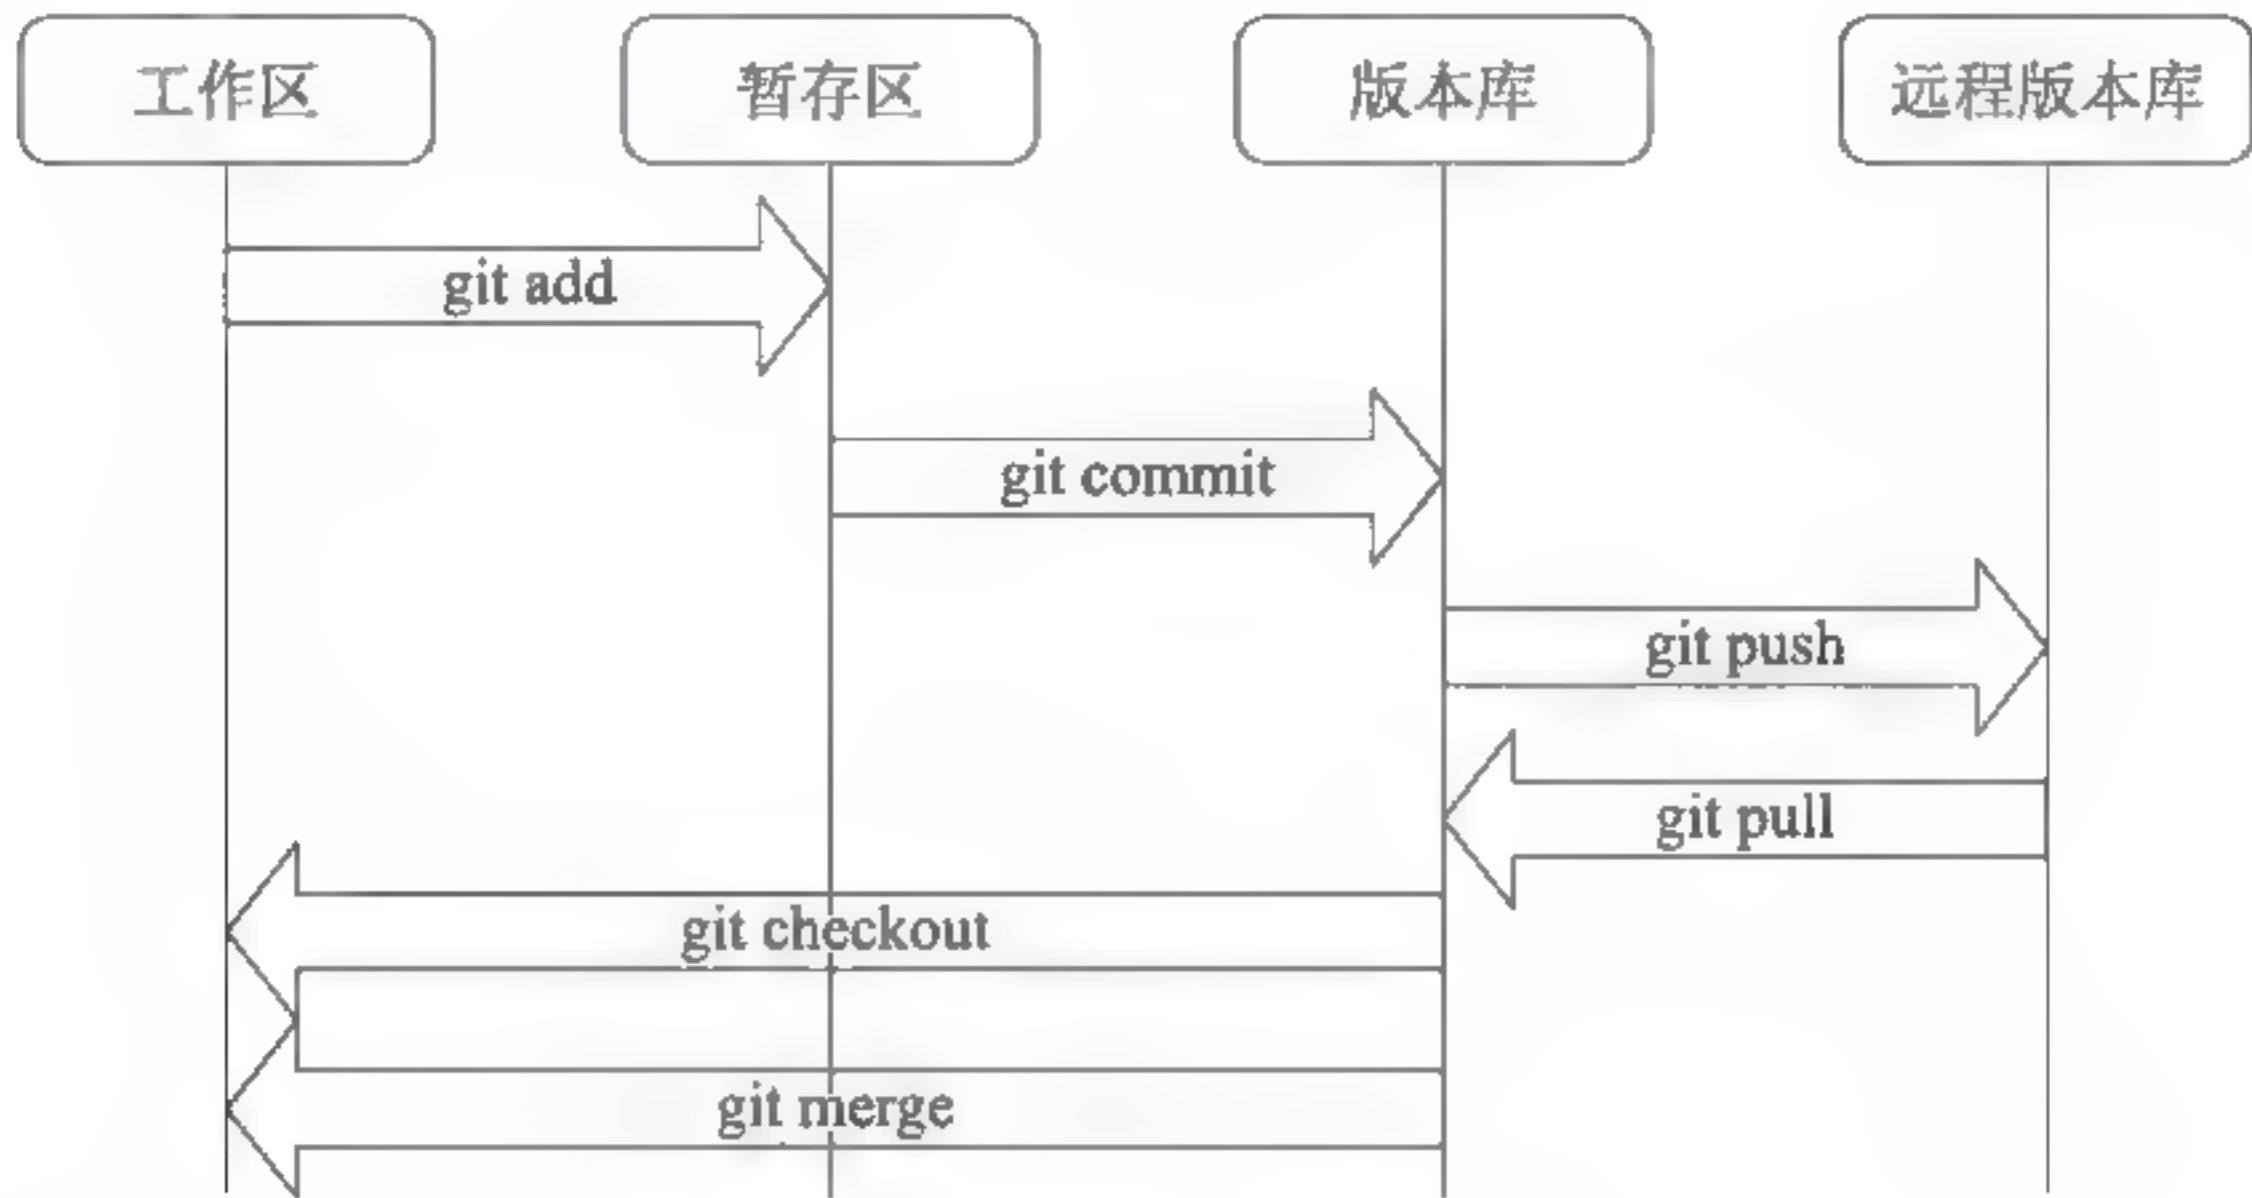 工作区
暂存区
版本库
远程版本库
git add
git commit
git push
git pull
git checkout
git merge